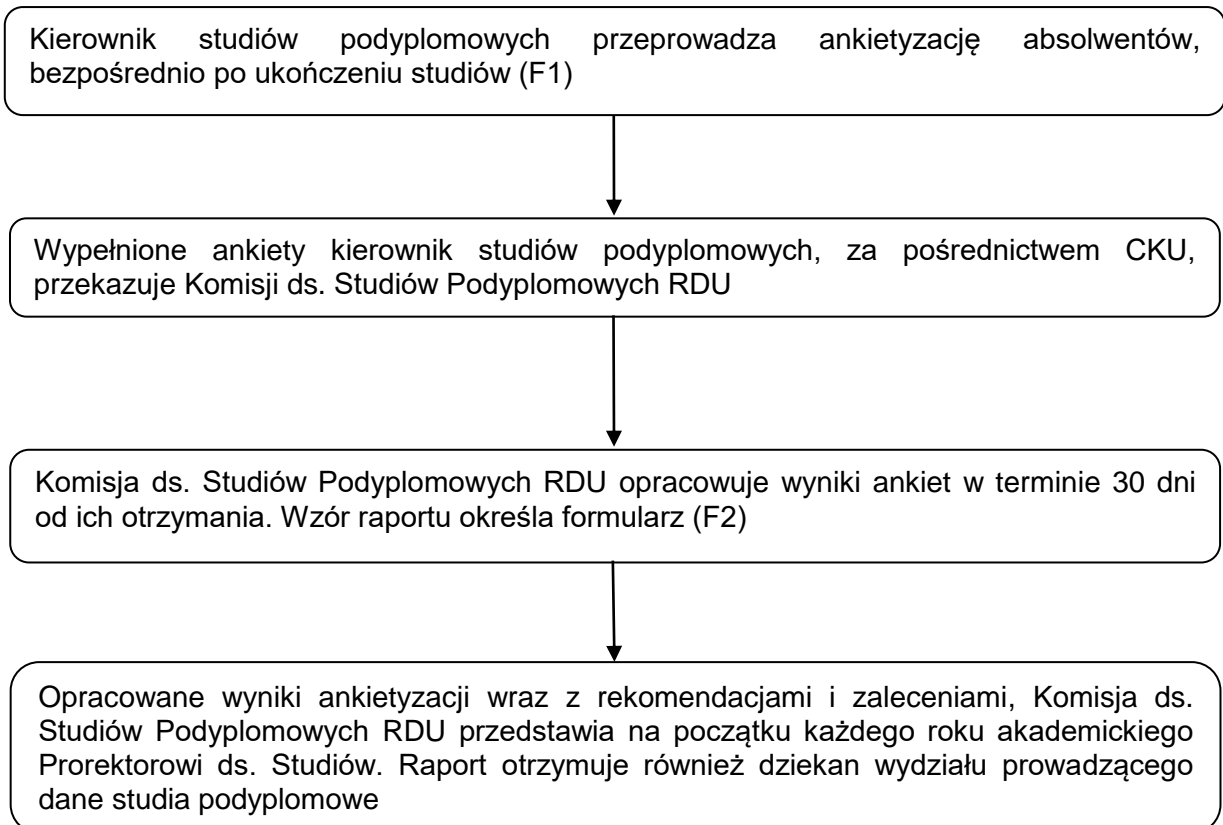 Kierownik studiów podyplomowych przeprowadza ankietyzację absolwentów,
bezpośrednio po ukończeniu studiów (F1)
Wypełnione ankiety kierownik studiów podyplomowych, za pośrednictwem CKU,
przekazuje Komisji ds. Studiów Podyplomowych RDU
Komisja ds. Studiów Podyplomowych RDU opracowuje wyniki ankiet w terminie 30 dni
od ich otrzymania. Wzór raportu określa formularz (F2)
Opracowane wyniki ankietyzacji wraz z rekomendacjami i zaleceniami, Komisja ds.
Studiów Podyplomowych RDU przedstawia na początku każdego roku akademickiego
Prorektorowi ds. Studiów. Raport otrzymuje również dziekan wydziału prowadzącego
dane studia podyplomowe